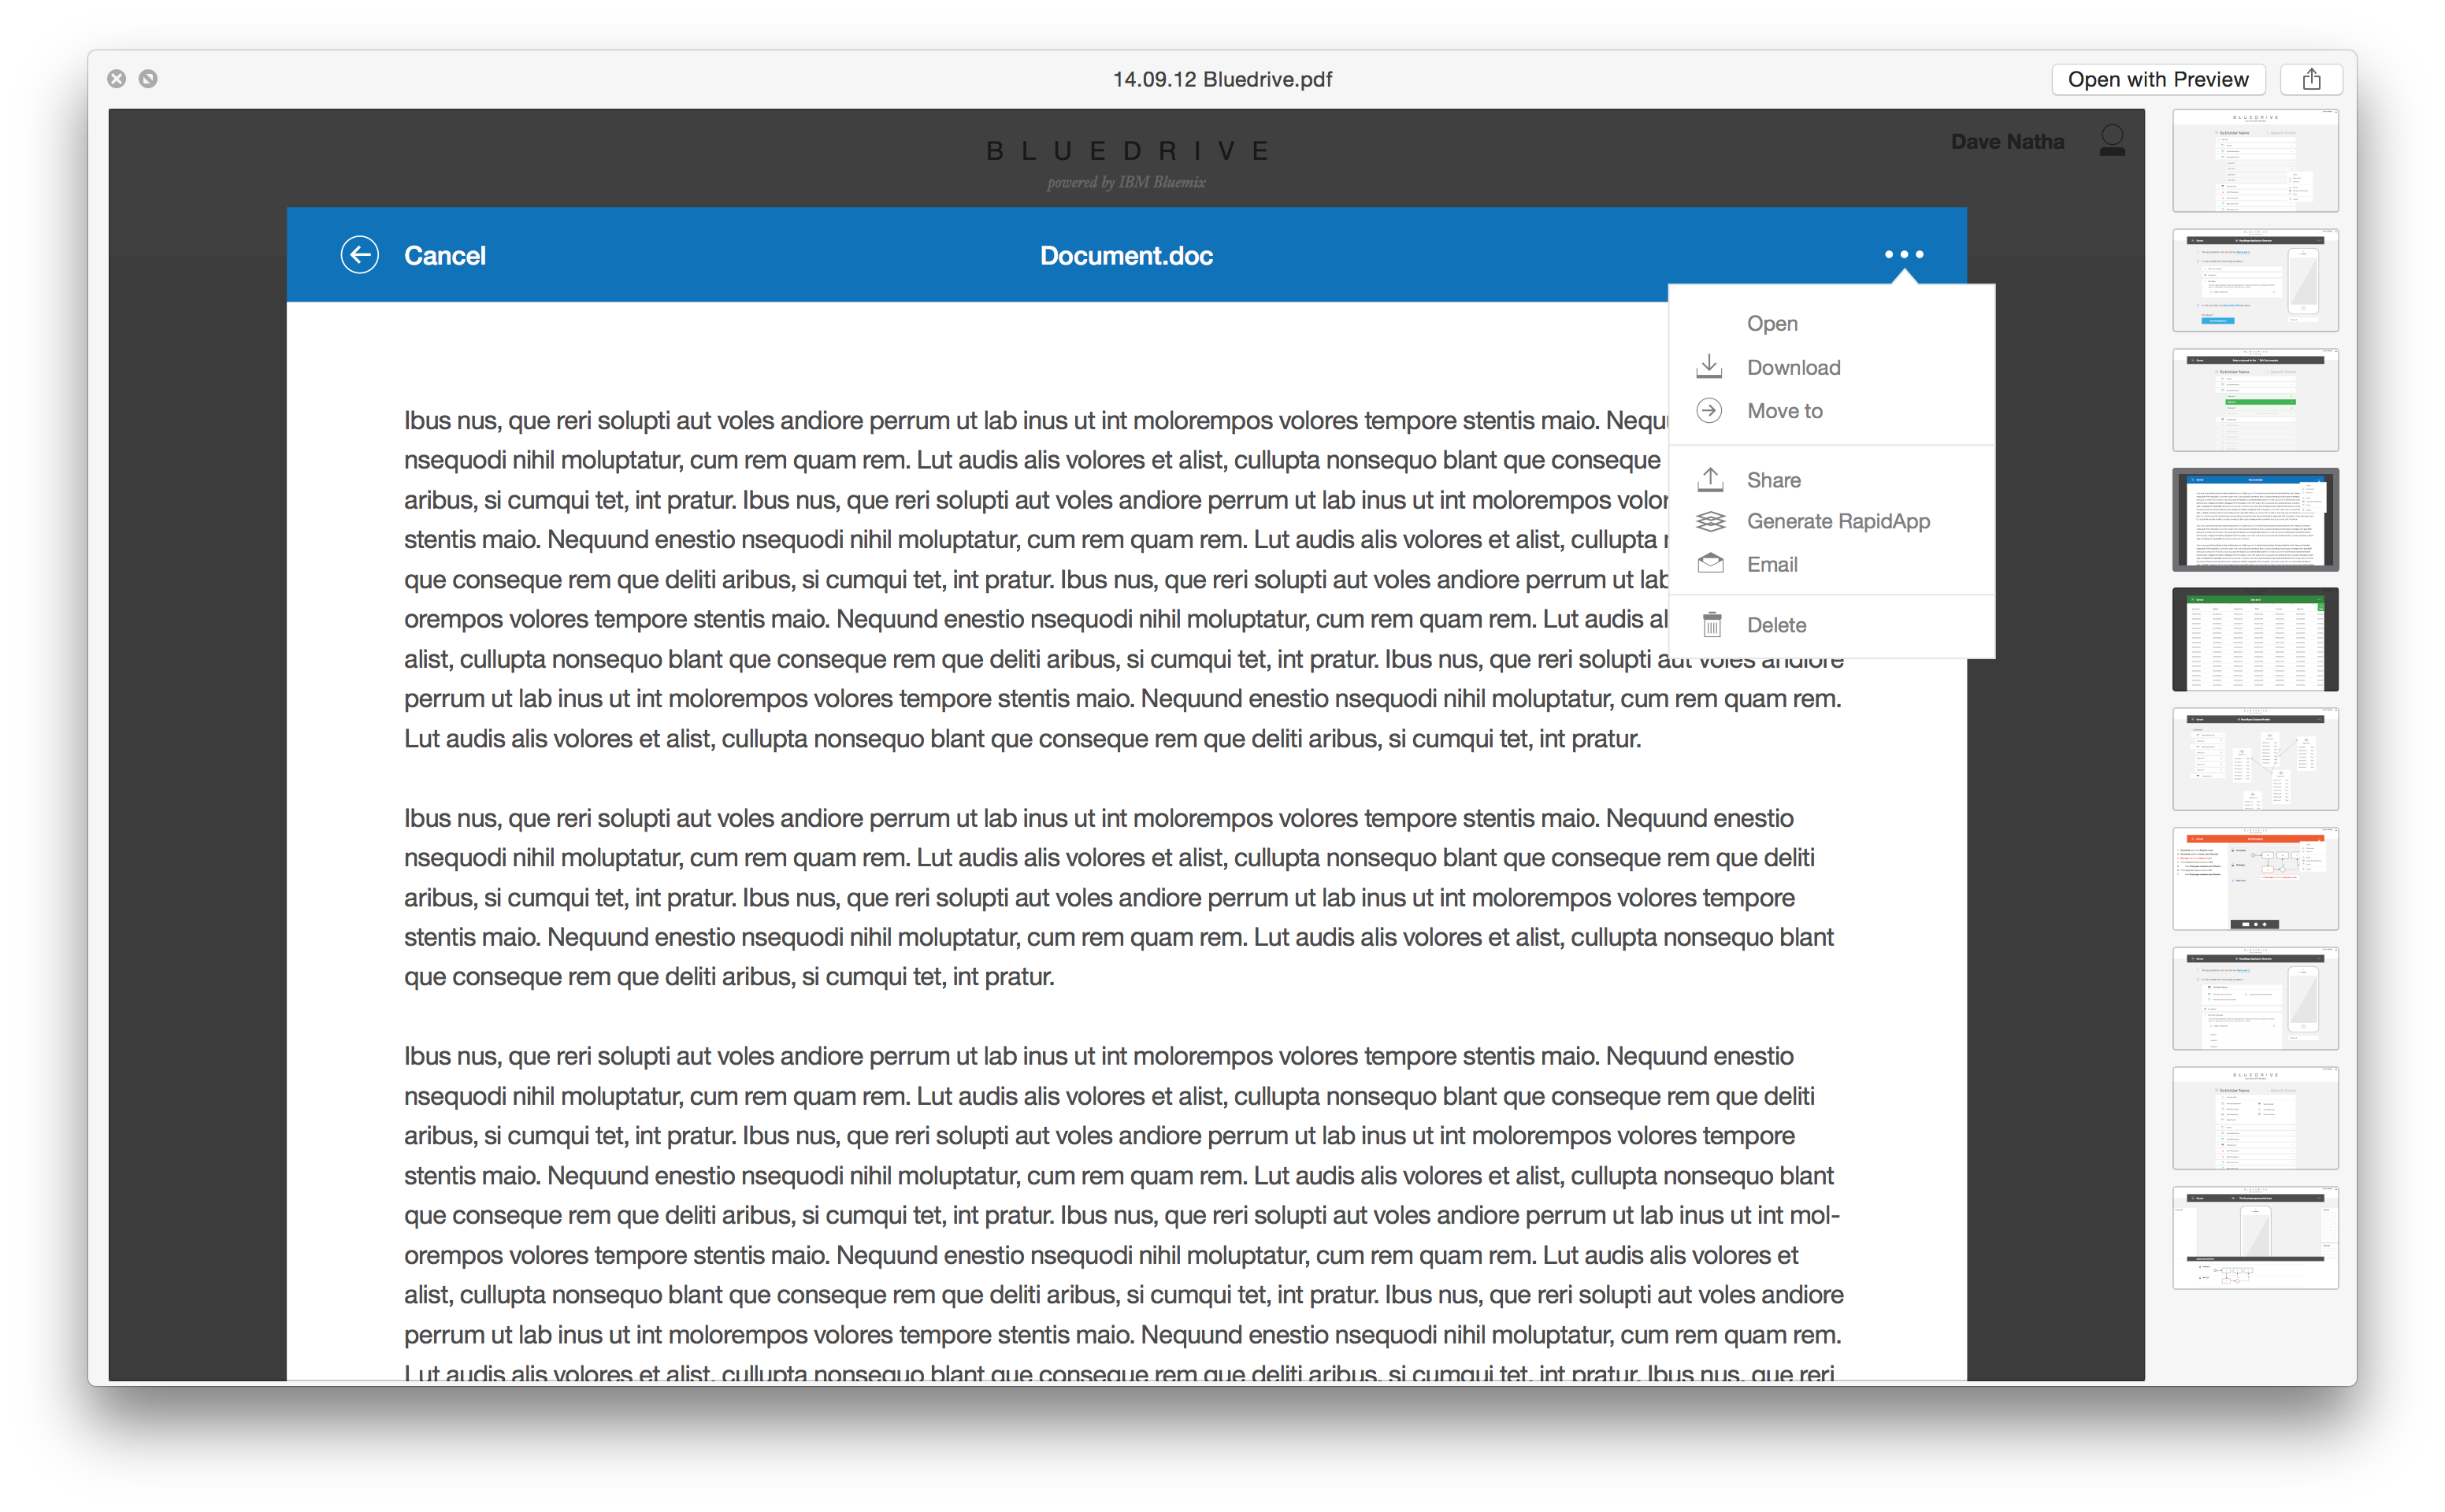 14.09.12 Bluedrive.pdf
Open with Preview
BLUEDRIVE
powered by IBM Bluemix
Dave Natha
Cancel
Document.doc
Open
Download
Move to
Share
Generate RapidApp
Email
Delete
Ibus nus, que reri solupti aut voles andiore perrum ut lab inus ut int molorempos volores tempore stentis maio. Nequ
nsequodi nihil moluptatur, cum rem quam rem. Lut audis alis volores et alist, cullupta nonsequo blant que conseque
aribus, si cumqui tet, int pratur. Ibus nus, que reri solupti aut voles andiore perrum ut lab inus ut int molorempos volor
stentis maio. Nequund enestio nsequodi nihil moluptatur, cum rem quam rem. Lut audis alis volores et alist, cullupta
que conseque rem que deliti aribus, si cumqui tet, int pratur. Ibus nus, que reri solupti aut voles andiore perrum ut lab
orempos volores tempore stentis maio. Nequund enestio nsequodi nihil moluptatur, cum rem quam rem. Lut audis al
alist, cullupta nonsequo blant que conseque rem que deliti aribus, si cumqui tet, int pratur. Ibus nus, que reri solupti aut voles andiore
perrum ut lab inus ut int molorempos volores tempore stentis maio. Nequund enestio nsequodi nihil moluptatur, cum rem quam rem.
Lut audis alis volores et alist, cullupta nonsequo blant que conseque rem que deliti aribus, si cumqui tet, int pratur.
Ibus nus, que reri solupti aut voles andiore perrum ut lab inus ut int molorempos volores tempore stentis maio. Nequund enestio
nsequodi nihil moluptatur, cum rem quam rem. Lut audis alis volores et alist, cullupta nonsequo blant que conseque rem que deliti
aribus, si cumqui tet, int pratur. Ibus nus, que reri solupti aut voles andiore perrum ut lab inus ut int molorempos volores tempore
stentis maio. Nequund enestio nsequodi nihil moluptatur, cum rem quam rem. Lut audis alis volores et alist, cullupta nonsequo blant
que conseque rem que deliti aribus, si cumqui tet, int pratur.
Ibus nus, que reri solupti aut voles andiore perrum ut lab inus ut int molorempos volores tempore stentis maio. Nequund enestio
nsequodi nihil moluptatur, cum rem quam rem. Lut audis alis volores et alist, cullupta nonsequo blant que conseque rem que deliti
aribus, si cumqui tet, int pratur. Ibus nus, que reri solupti aut voles andiore perrum ut lab inus ut int molorempos volores tempore
stentis maio. Nequund enestio nsequodi nihil moluptatur, cum rem quam rem. Lut audis alis volores et alist, cullupta nonsequo blant
que conseque rem que deliti aribus, si cumqui tet, int pratur. Ibus nus, que reri solupti aut voles andiore perrum ut lab inus ut int mol-
orempos volores tempore stentis maio. Nequund enestio nsequodi nihil moluptatur, cum rem quam rem. Lut audis alis volores et
alist, cullupta nonsequo blant que conseque rem que deliti aribus, si cumqui tet, int pratur. Ibus nus, que reri solupti aut voles andiore
perrum ut lab inus ut int molorempos volores tempore stentis maio. Nequund enestio nsequodi nihil moluptatur, cum rem quam rem.
Lut audis alis volores et alist, cullupta nonsequo blant que conseque rem que deliti aribus, si cumqui tet, int pratur. Ibus nus, que reri